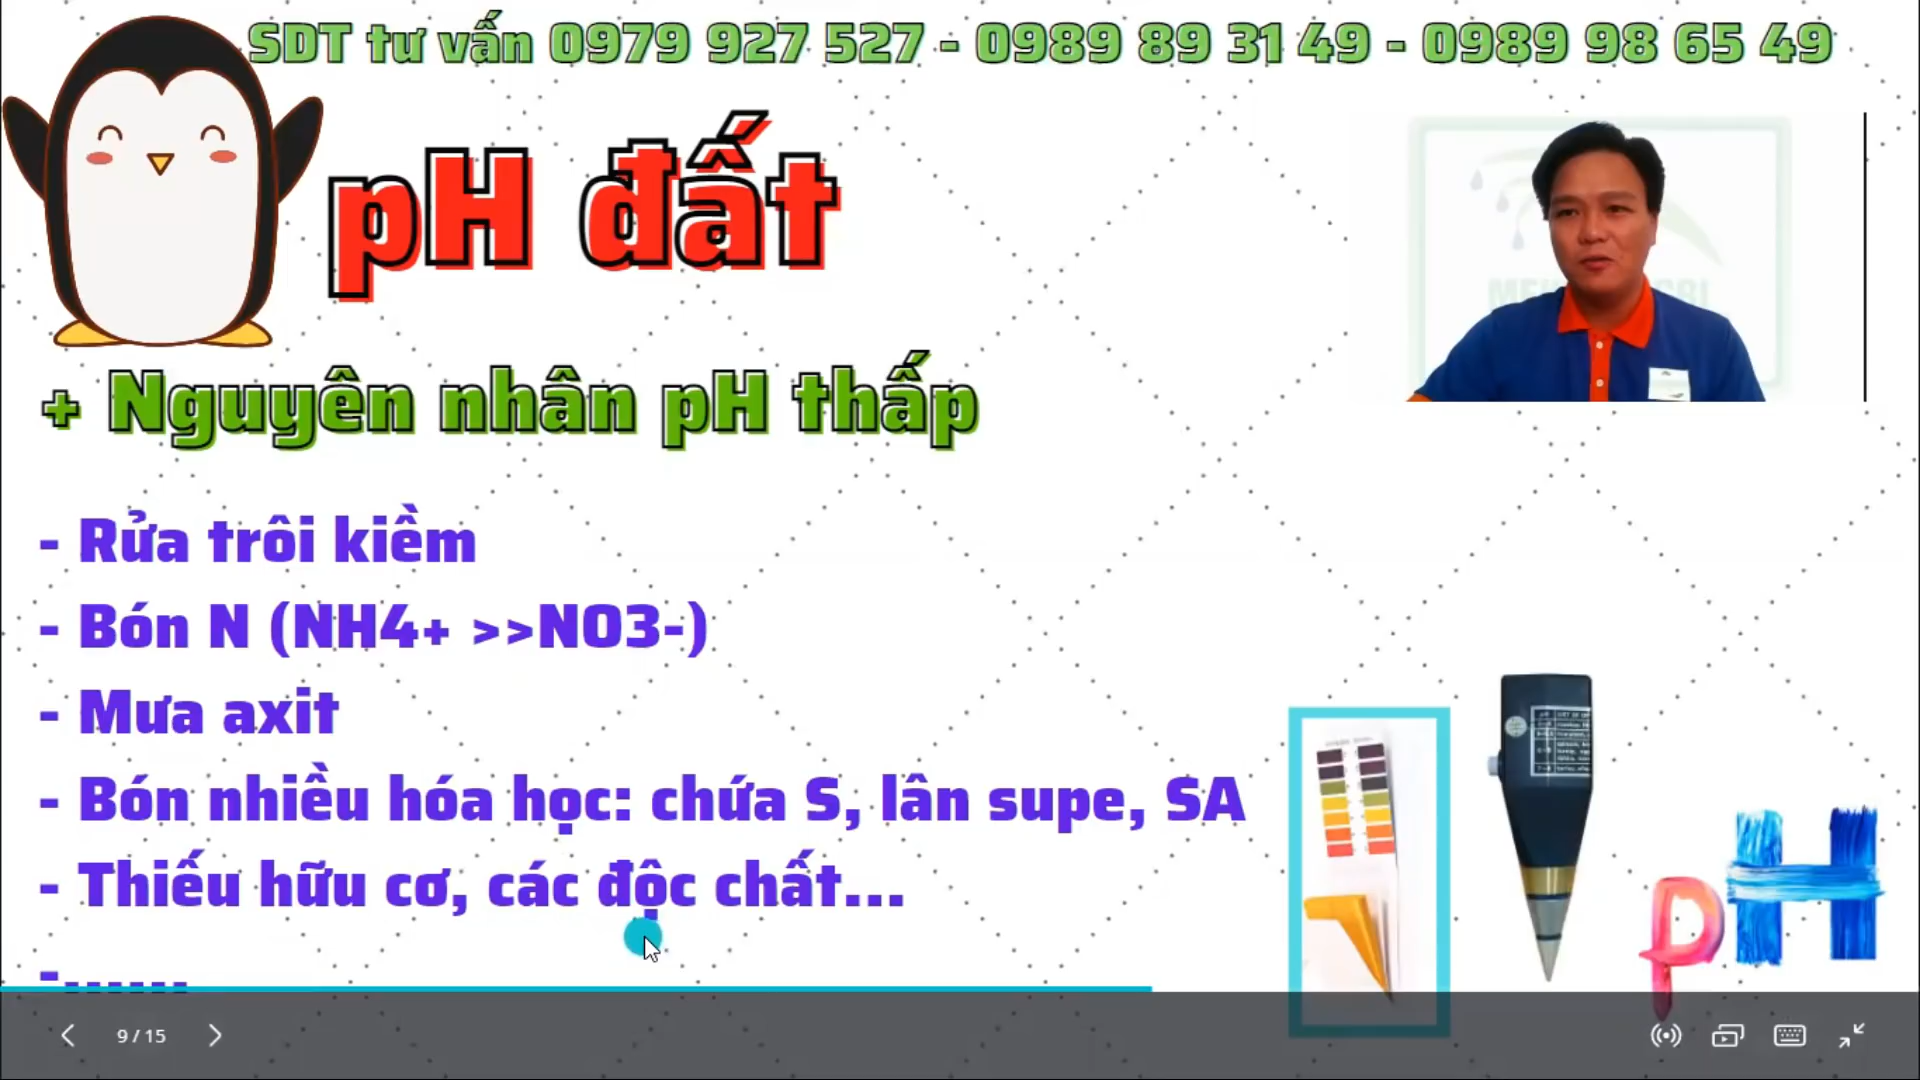 SDT tư vấn 0979 927 527 - 0989 89 31 49 - 0989 98 65 49
pH đất
+ Nguyên nhân pH thấp
- Rửa trôi kiềm
- Bón N (NH4+ >>NO3-)
- Mưa axit
- Bón nhiều hóa học: chứa S, lân supe, SA
- Thiếu hữu cơ, các độc chất...
-......
pH
9 / 15